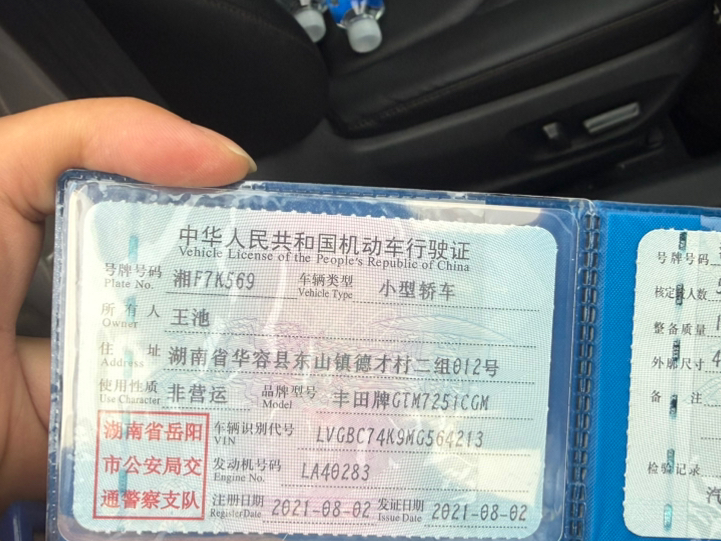 中华人民共和国机动车行驶证
Vehicle License of the People's Republic of China
号牌号码 湘F7K569 车辆类型 小型轿车
Plate No. Vehicle Type
所有人 王池
Owner
住址 湖南省华容县东山镇德才村二组012号
Address
使用性质 非营运 品牌型号 丰田牌GTM7251CGM
Use Character Model
湖南省岳阳
市公安局交
通警察支队
车辆识别代号 LVGBC74K9MG564213
VIN
发动机号码 LA40283
Engine No.
注册日期 2021-08-02 发证日期 2021-08-02
Register Date Issue Date
号牌号码
核定载人数
整备质量
外廓尺寸
备注
检验记录